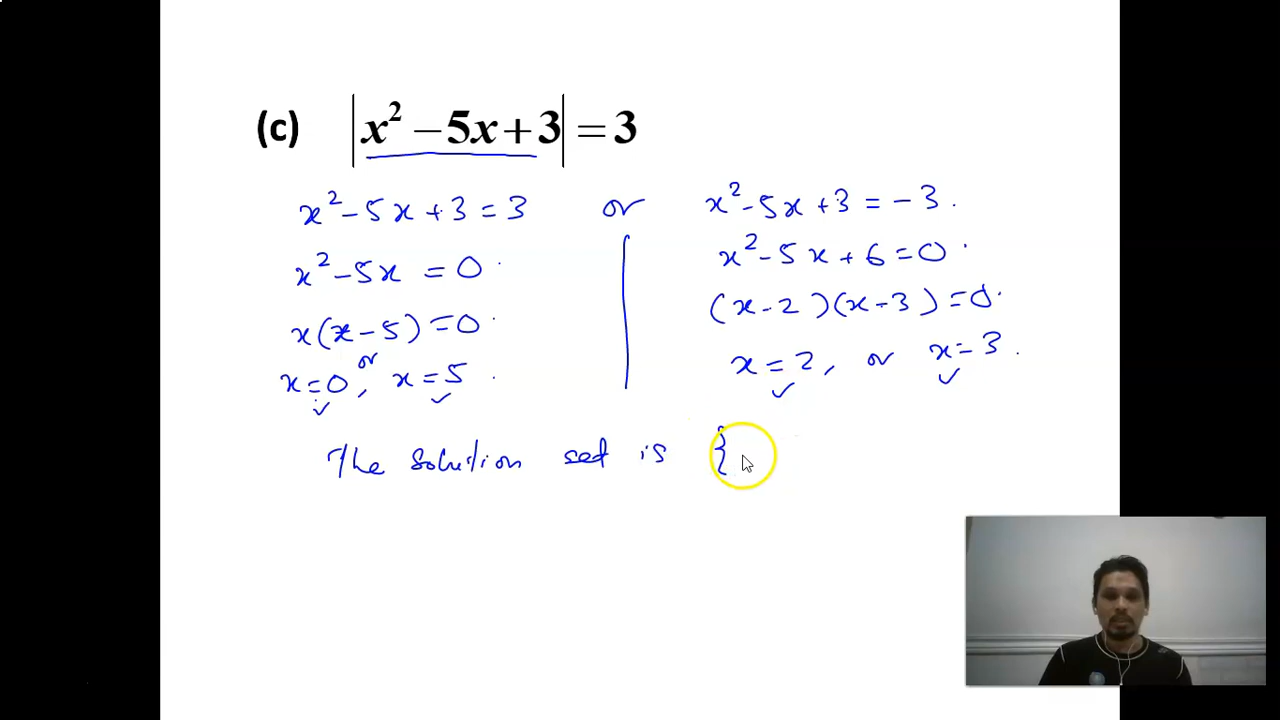 (c) |x² − 5x + 3| = 3
x² − 5x + 3 = 3 or x² − 5x + 3 = − 3 .
x² − 5x = 0 . x² − 5x + 6 = 0 .
x(x − 5) = 0 . (x − 2)(x − 3) = 0 .
x = 0, or x = 5 . x = 2, or x = 3 .
✓ ✓ ✓ ✓
The solution set is {